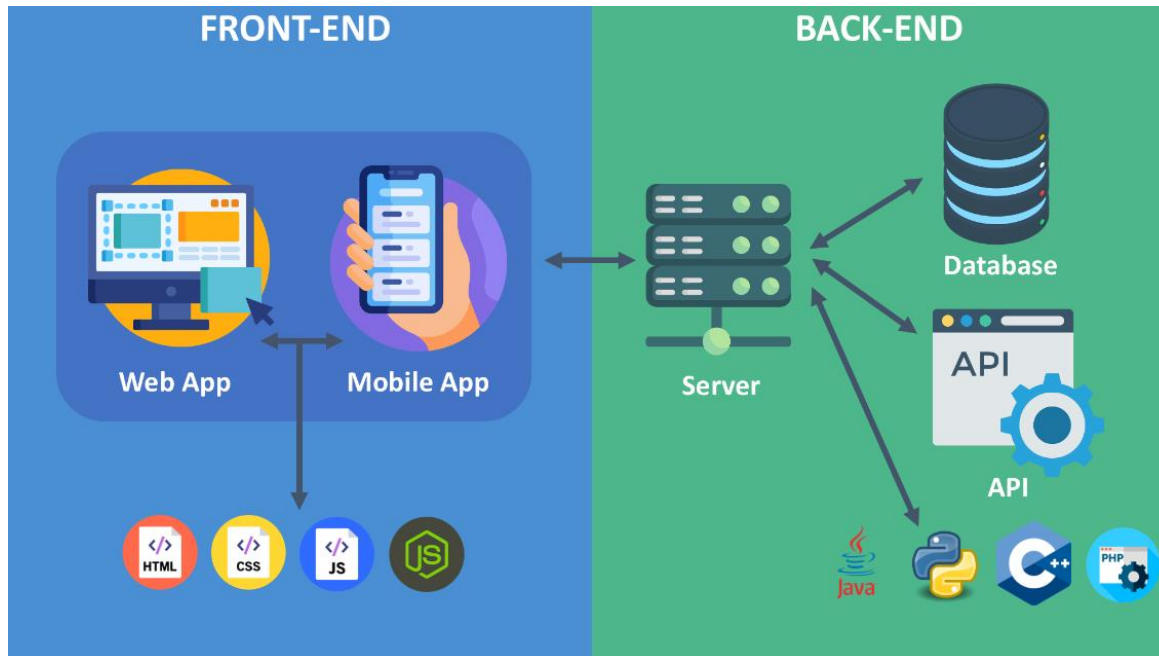 FRONT-END
BACK-END
Web App
Mobile App
Server
Database
API
API
</>
HTML
</>
CSS
</>
JS
JS
Java
C++
PHP